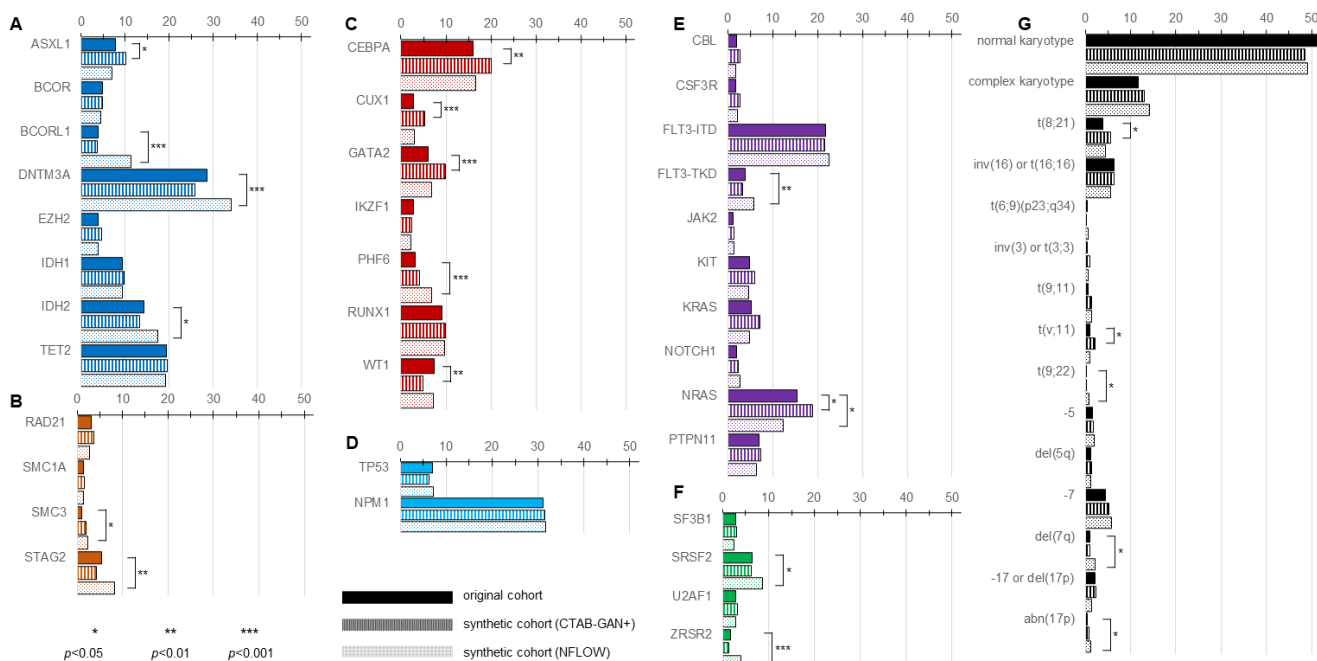 A
0 10 20 30 40 50
ASXL1
*
BCOR
BCORL1
***
DNTM3A
***
EZH2
IDH1
IDH2
*
TET2
B
0 10 20 30 40 50
RAD21
SMC1A
SMC3
*
STAG2
**
* ** ***
p<0.05 p<0.01 p<0.001
C
0 10 20 30 40 50
CEBPA
**
CUX1
***
GATA2
***
IKZF1
PHF6
***
RUNX1
WT1
**
D
0 10 20 30 40 50
TP53
NPM1
original cohort
synthetic cohort (CTAB-GAN+)
synthetic cohort (NFLOW)
E
0 10 20 30 40 50
CBL
CSF3R
FLT3-ITD
FLT3-TKD
**
JAK2
KIT
KRAS
NOTCH1
NRAS
* *
PTPN11
F
0 10 20 30 40 50
SF3B1
SRSF2
*
U2AF1
ZRSR2
***
G
0 10 20 30 40 50
normal karyotype
complex karyotype
t(8;21)
*
inv(16) or t(16;16)
t(6;9)(p23;q34)
inv(3) or t(3;3)
t(9;11)
t(v;11)
*
t(9;22)
*
-5
del(5q)
-7
del(7q)
*
-17 or del(17p)
abn(17p)
*